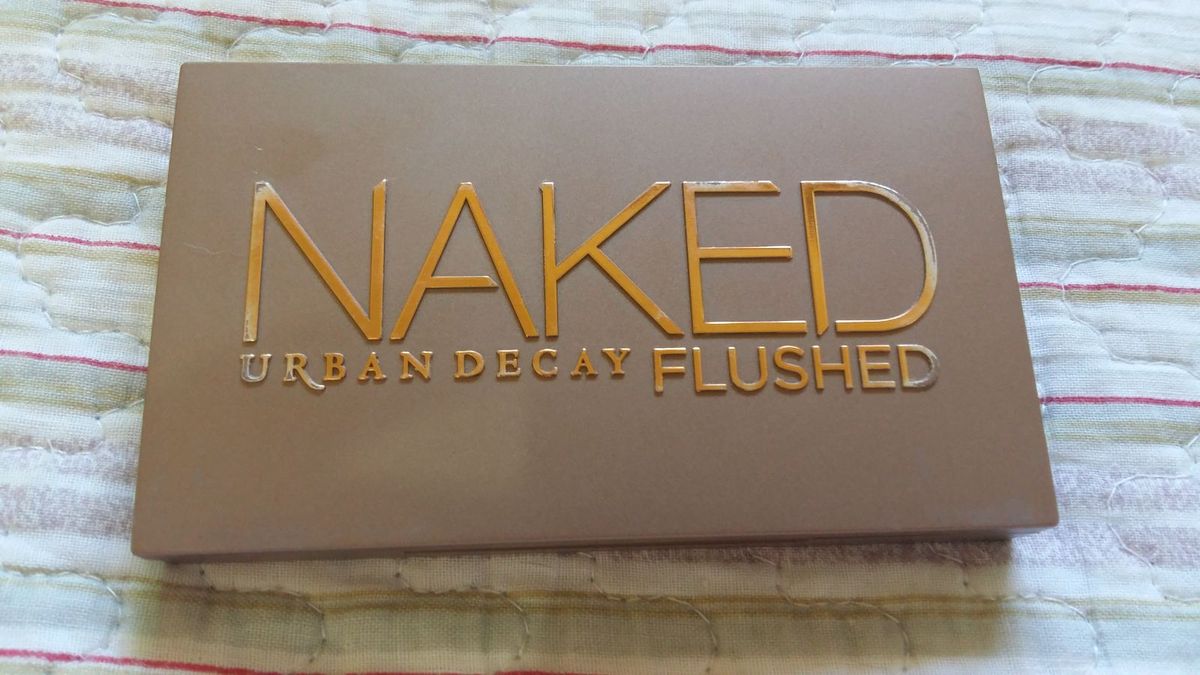 NAKED
URBAN DECAY FLUSHED